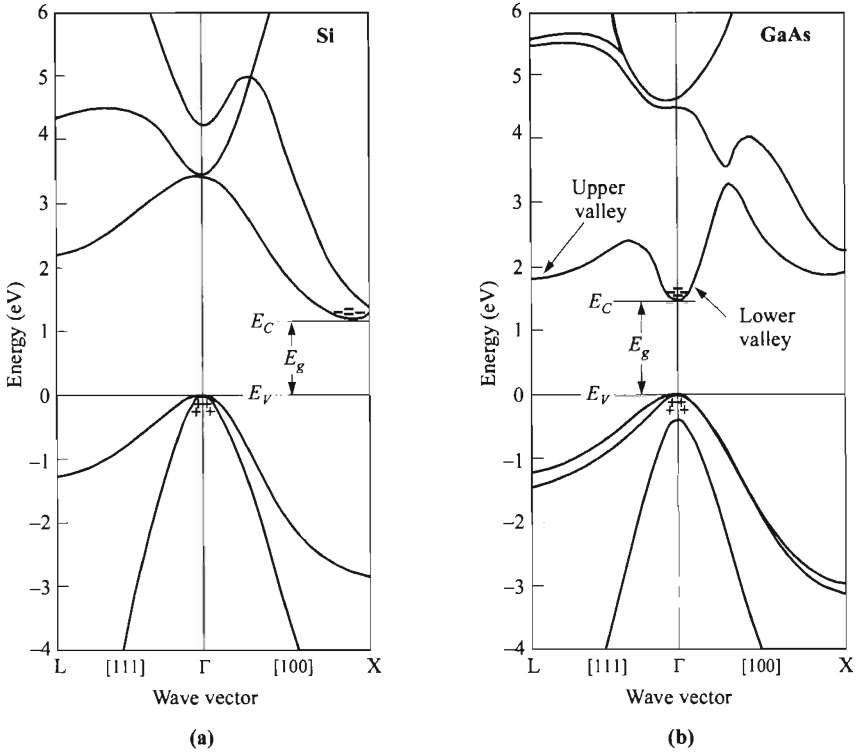 Si
6
5
4
3
2
1
0
−1
−2
−3
−4
Energy (eV)
E_C
E_g
E_V
L [111] Γ [100] X
Wave vector
(a)
GaAs
6
5
4
3
2
1
0
−1
−2
−3
−4
Energy (eV)
Upper
valley
Lower
valley
E_C
E_g
E_V
L [111] Γ [100] X
Wave vector
(b)